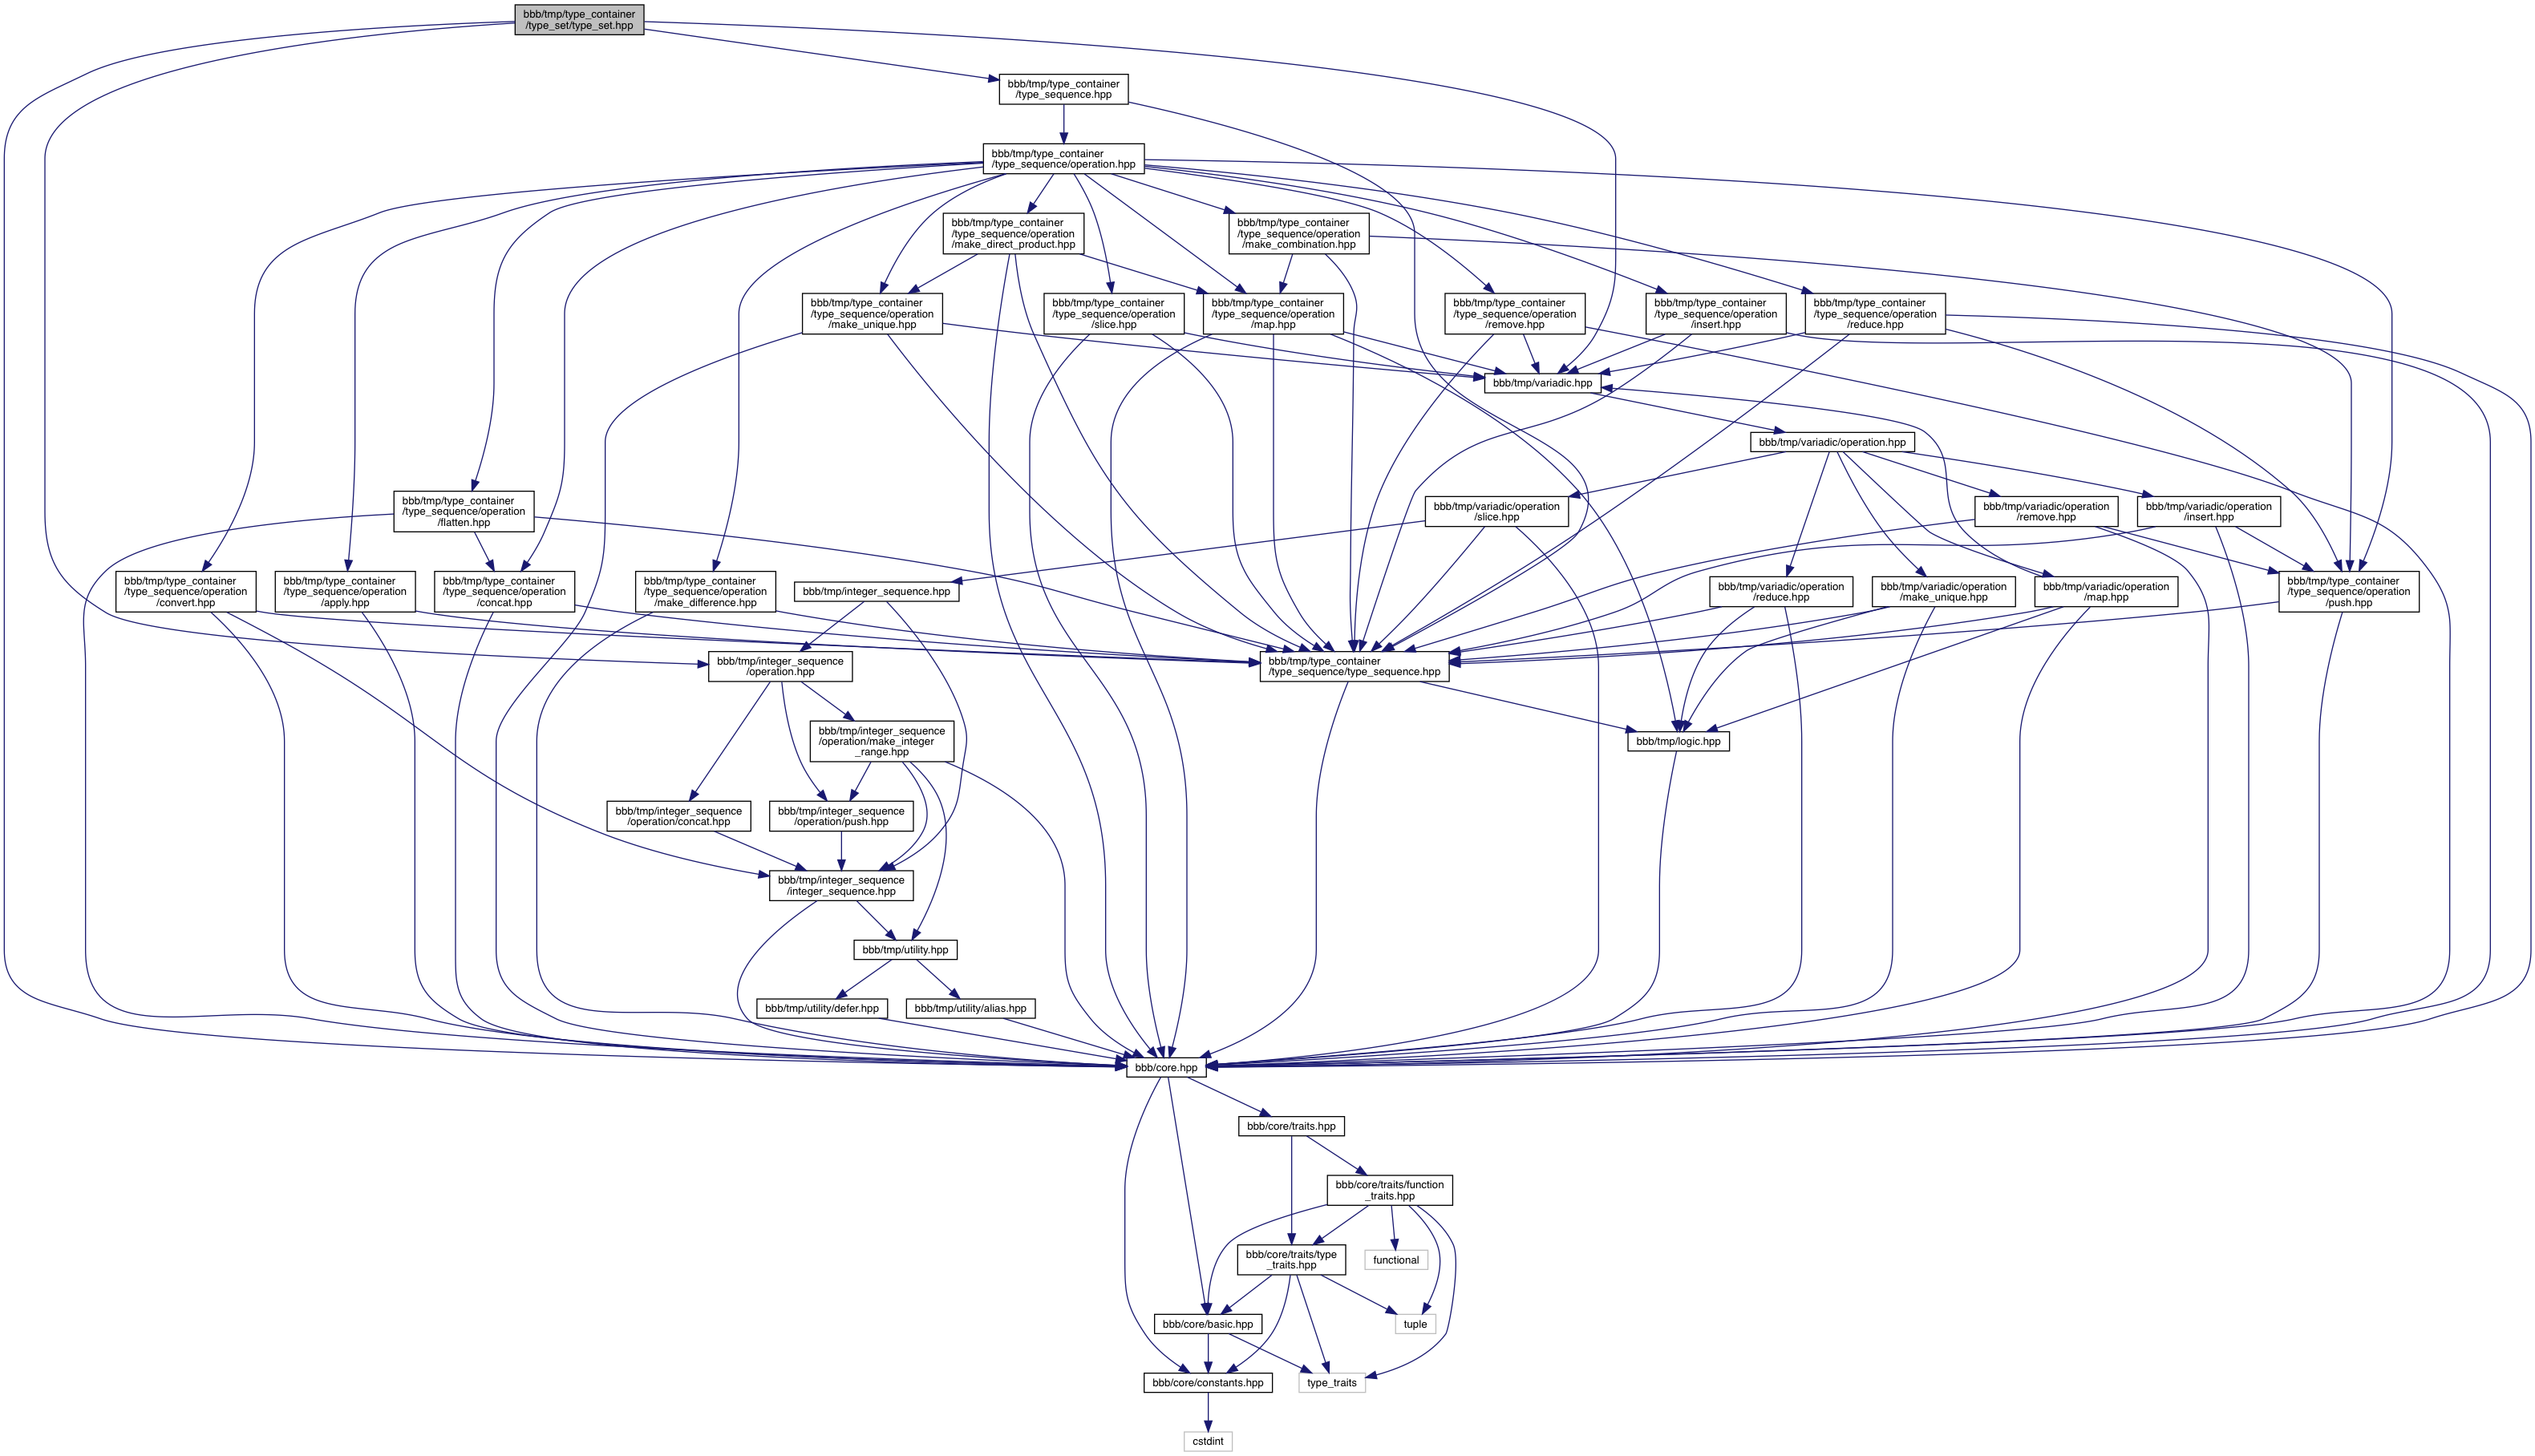 bbb/tmp/type_container
/type_set/type_set.hpp
bbb/tmp/type_container
/type_sequence.hpp
bbb/tmp/type_container
/type_sequence/operation.hpp
bbb/tmp/type_container
/type_sequence/operation
/make_direct_product.hpp
bbb/tmp/type_container
/type_sequence/operation
/make_combination.hpp
bbb/tmp/type_container
/type_sequence/operation
/make_unique.hpp
bbb/tmp/type_container
/type_sequence/operation
/slice.hpp
bbb/tmp/type_container
/type_sequence/operation
/map.hpp
bbb/tmp/type_container
/type_sequence/operation
/remove.hpp
bbb/tmp/type_container
/type_sequence/operation
/insert.hpp
bbb/tmp/type_container
/type_sequence/operation
/reduce.hpp
bbb/tmp/variadic.hpp
bbb/tmp/variadic/operation.hpp
bbb/tmp/type_container
/type_sequence/operation
/flatten.hpp
bbb/tmp/variadic/operation
/slice.hpp
bbb/tmp/variadic/operation
/remove.hpp
bbb/tmp/variadic/operation
/insert.hpp
bbb/tmp/type_container
/type_sequence/operation
/convert.hpp
bbb/tmp/type_container
/type_sequence/operation
/apply.hpp
bbb/tmp/type_container
/type_sequence/operation
/concat.hpp
bbb/tmp/type_container
/type_sequence/operation
/make_difference.hpp
bbb/tmp/integer_sequence.hpp
bbb/tmp/variadic/operation
/reduce.hpp
bbb/tmp/variadic/operation
/make_unique.hpp
bbb/tmp/variadic/operation
/map.hpp
bbb/tmp/type_container
/type_sequence/operation
/push.hpp
bbb/tmp/integer_sequence
/operation.hpp
bbb/tmp/type_container
/type_sequence/type_sequence.hpp
bbb/tmp/integer_sequence
/operation/make_integer
_range.hpp
bbb/tmp/logic.hpp
bbb/tmp/integer_sequence
/operation/concat.hpp
bbb/tmp/integer_sequence
/operation/push.hpp
bbb/tmp/integer_sequence
/integer_sequence.hpp
bbb/tmp/utility.hpp
bbb/tmp/utility/defer.hpp
bbb/tmp/utility/alias.hpp
bbb/core.hpp
bbb/core/traits.hpp
bbb/core/traits/function
_traits.hpp
bbb/core/traits/type
_traits.hpp
functional
bbb/core/basic.hpp
tuple
bbb/core/constants.hpp
type_traits
cstdint